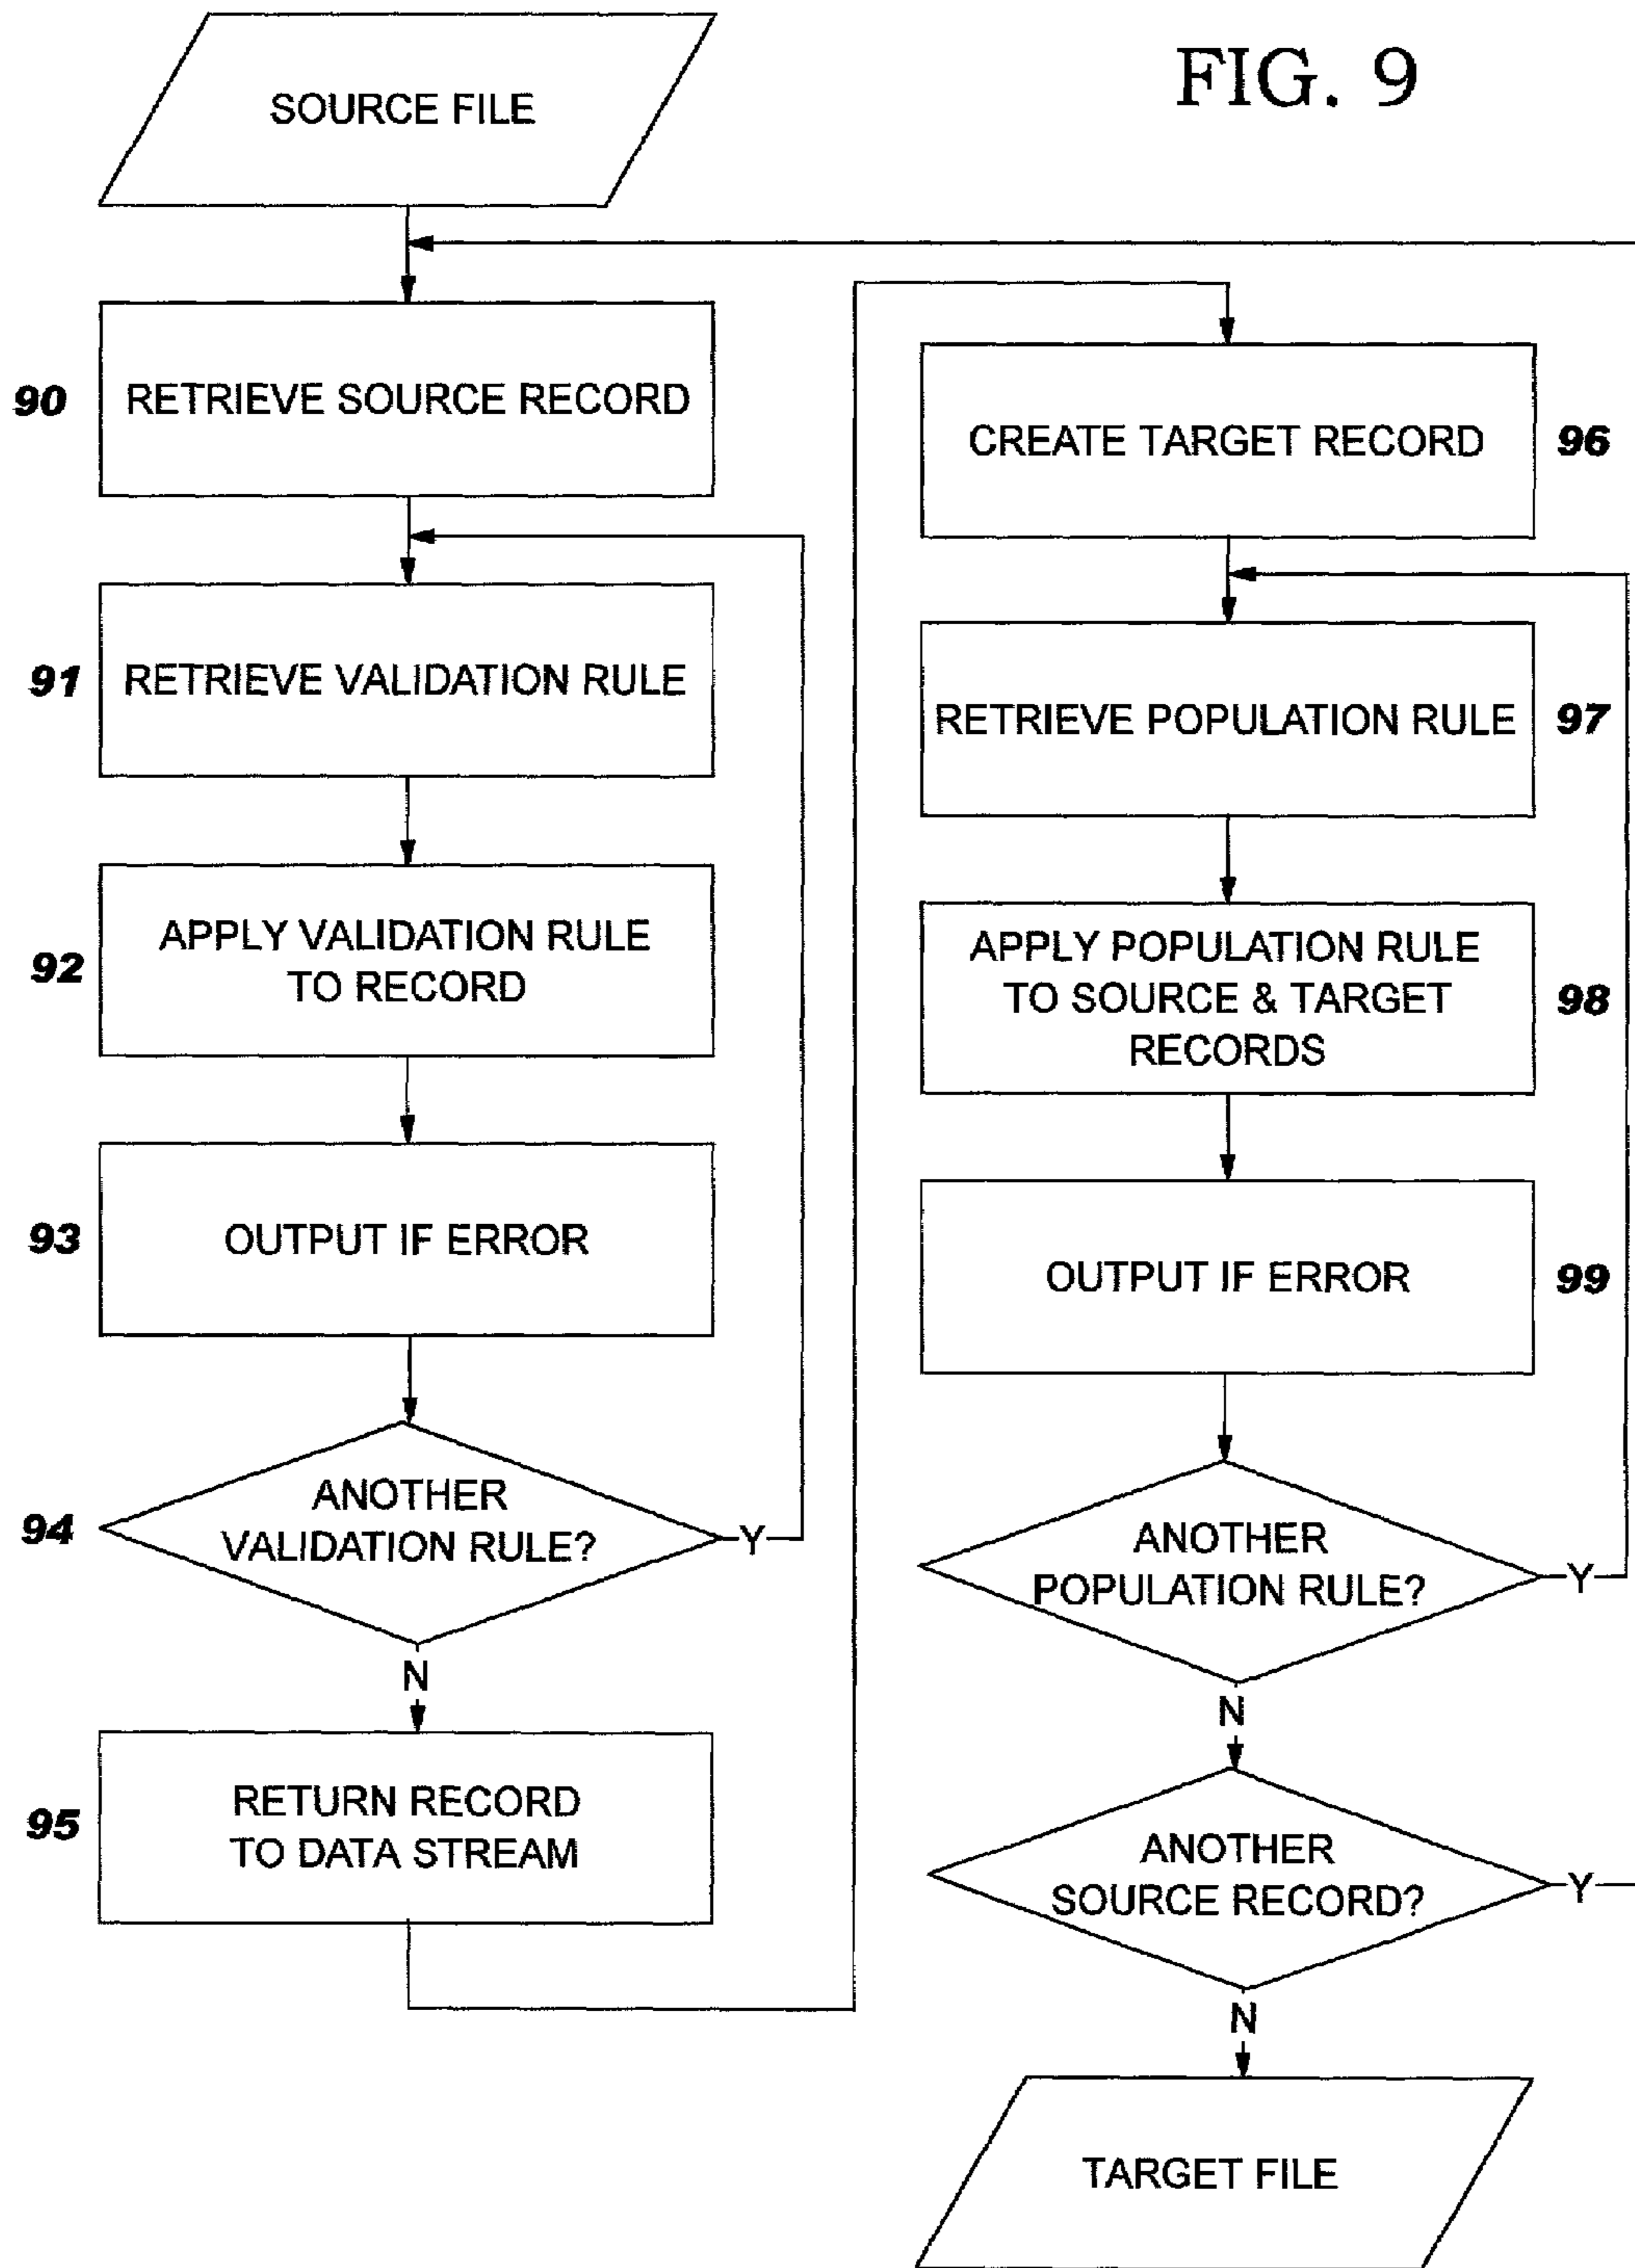 FIG. 9
SOURCE FILE
90
RETRIEVE SOURCE RECORD
91
RETRIEVE VALIDATION RULE
92
APPLY VALIDATION RULE
TO RECORD
93
OUTPUT IF ERROR
94
ANOTHER
VALIDATION RULE?
Y
N
95
RETURN RECORD
TO DATA STREAM
CREATE TARGET RECORD
96
RETRIEVE POPULATION RULE
97
APPLY POPULATION RULE
TO SOURCE & TARGET
RECORDS
98
OUTPUT IF ERROR
99
ANOTHER
POPULATION RULE?
Y
N
ANOTHER
SOURCE RECORD?
Y
N
TARGET FILE